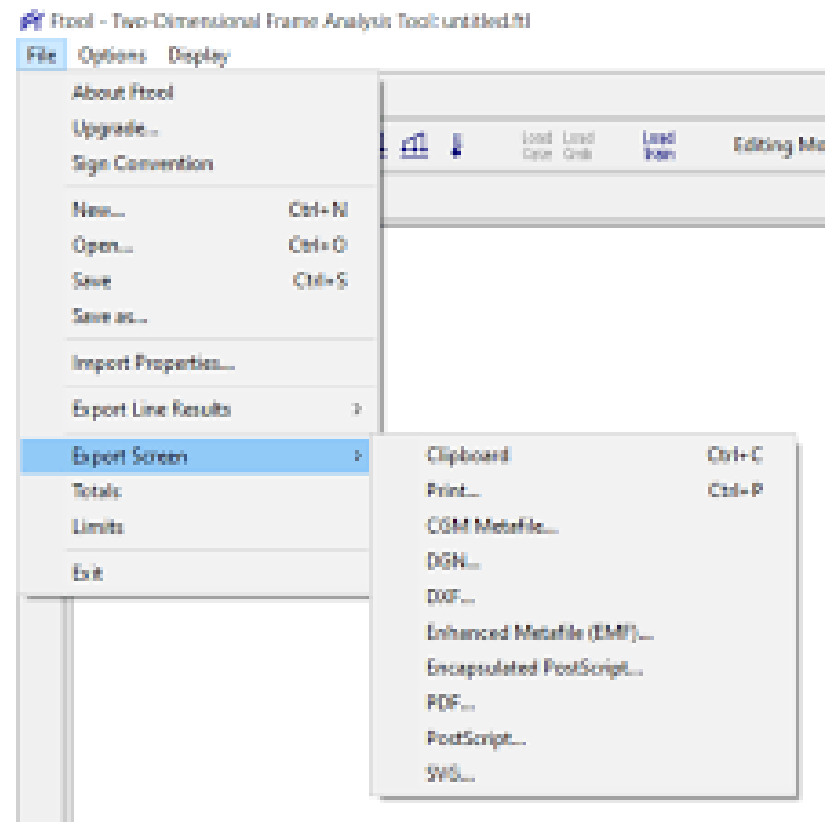 Ftool - Two-Dimensional Frame Analysis Tool: untitled.ftl
File Options Display
About Ftool
Upgrade...
Sign Convention
Load Case Load Comb Load Train Editing
New... Ctrl+N
Open... Ctrl+O
Save Ctrl+S
Save as...
Import Properties...
Export Line Results >
Export Screen >
Totals
Limits
Exit
Clipboard Ctrl+C
Print... Ctrl+P
CGM Metafile...
DGN...
DXF...
Enhanced Metafile (EMF)...
Encapsulated PostScript...
PDF...
PostScript...
SVG...